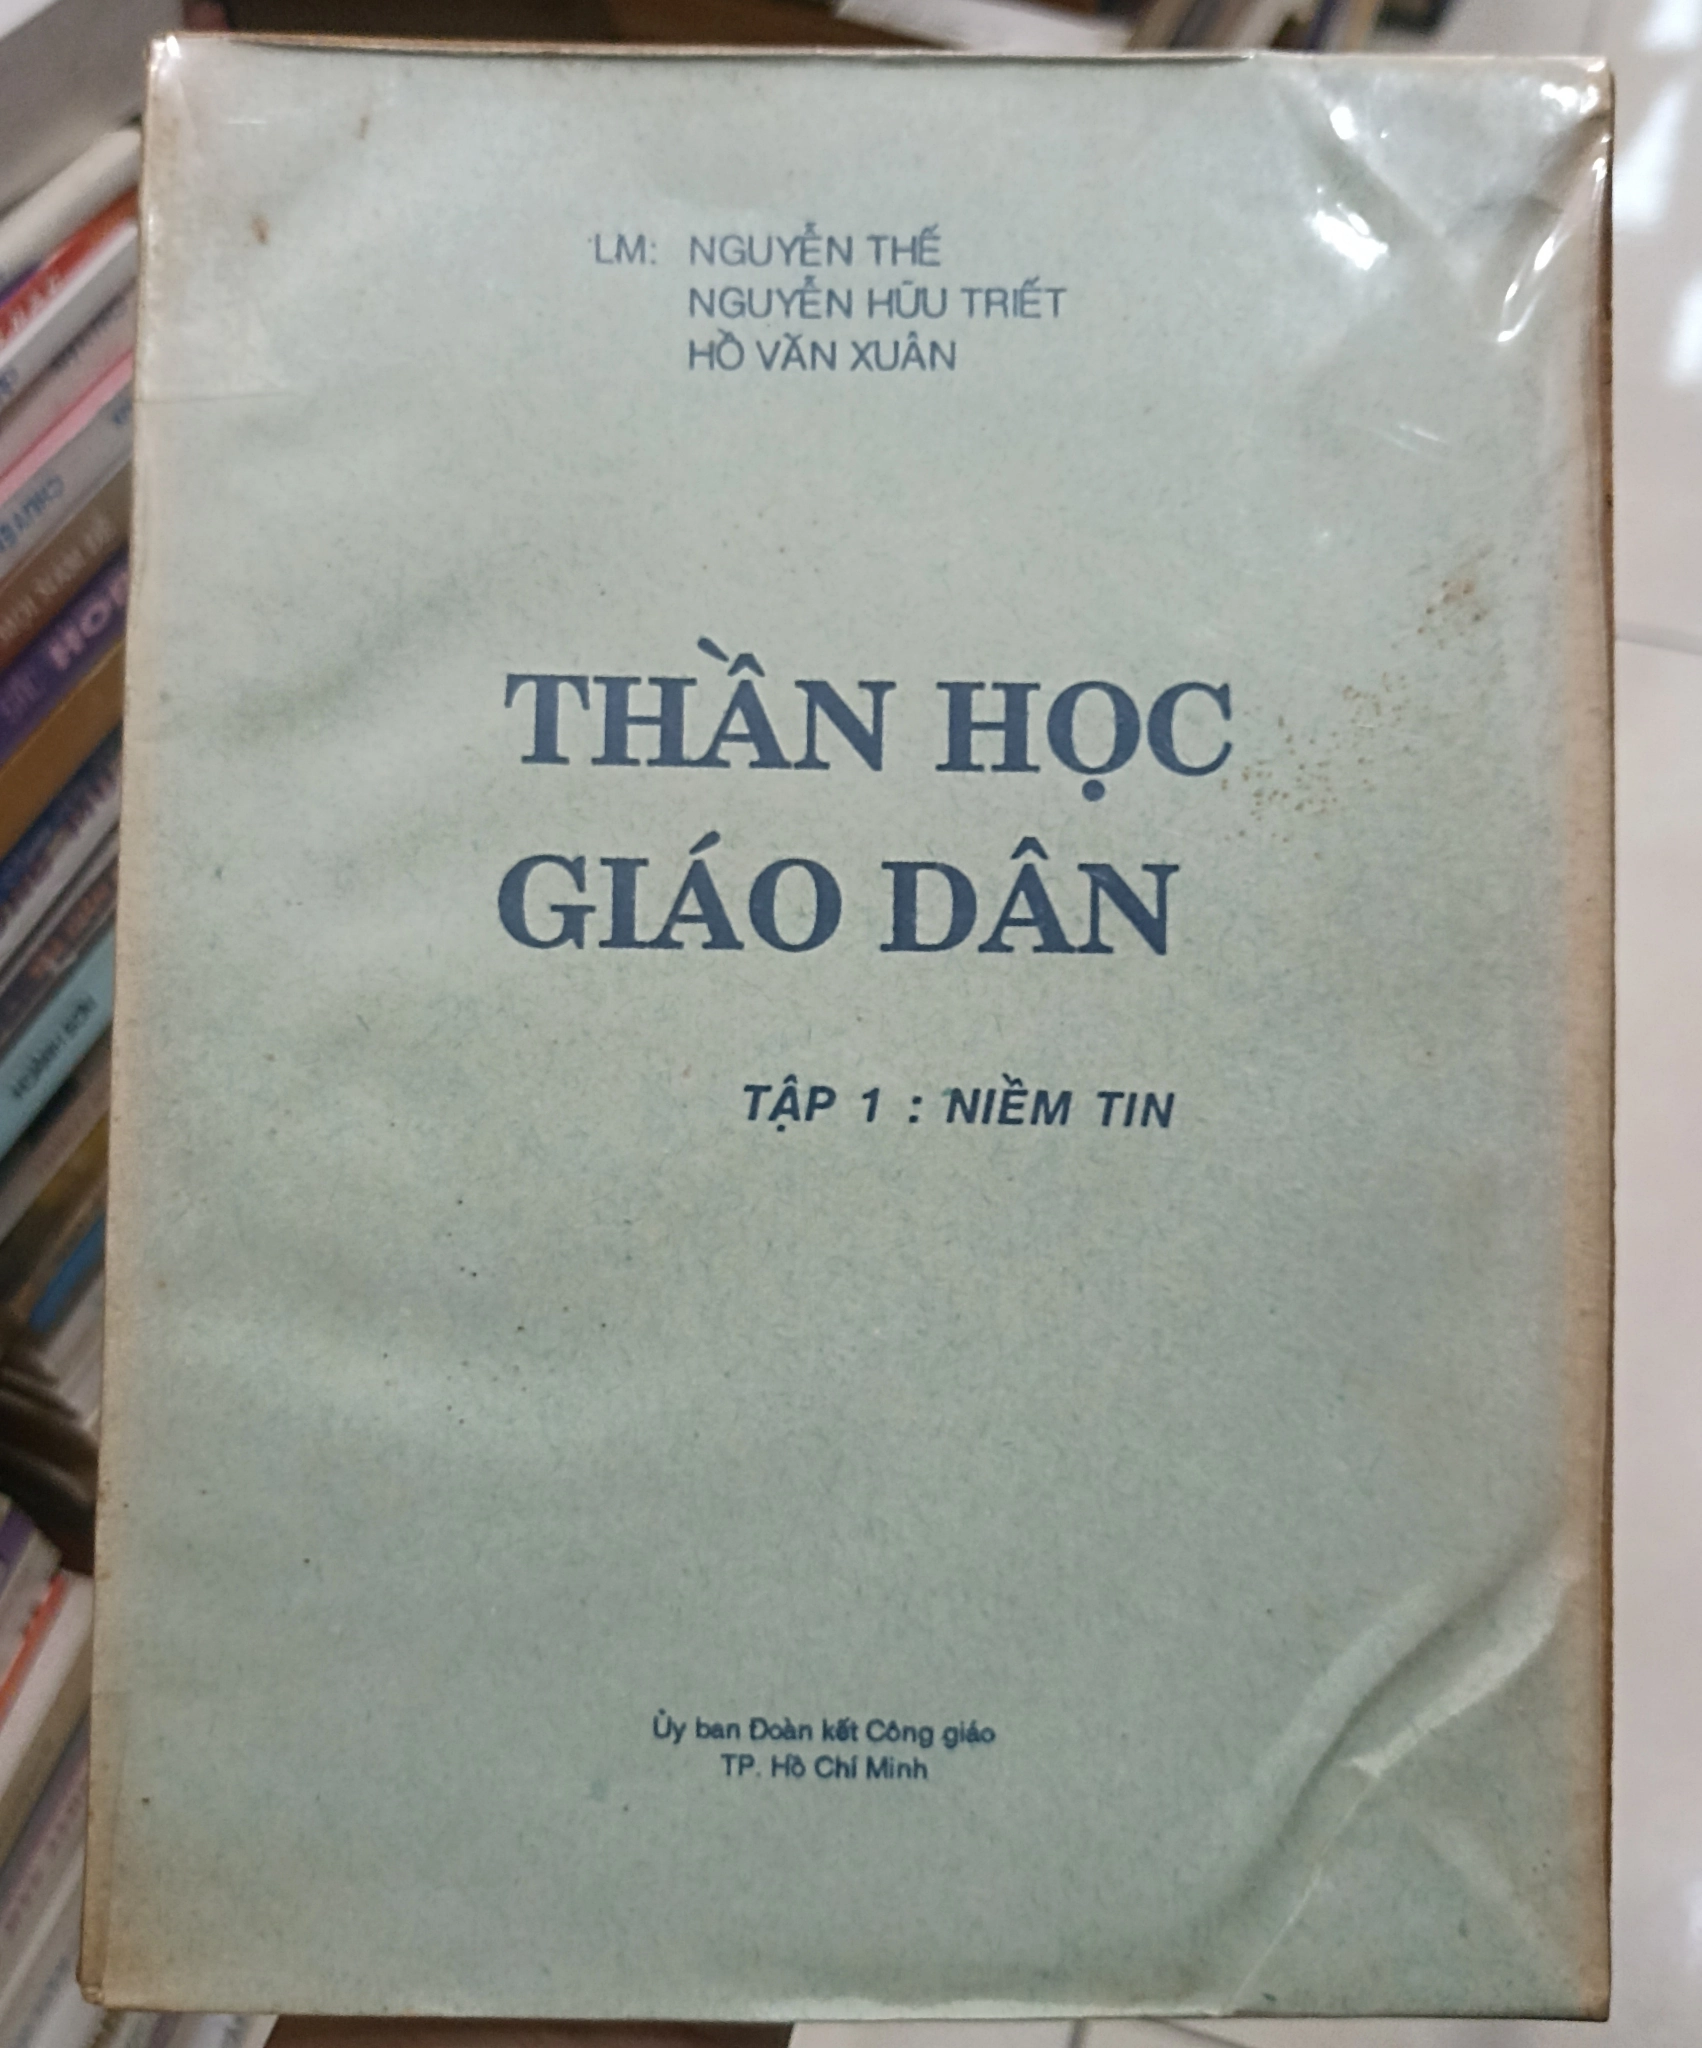 LM: NGUYỄN THẾ
NGUYỄN HỮU TRIẾT
HỒ VĂN XUÂN
THẦN HỌC
GIÁO DÂN
TẬP 1 : NIỀM TIN
Ủy ban Đoàn kết Công giáo
TP. Hồ Chí Minh